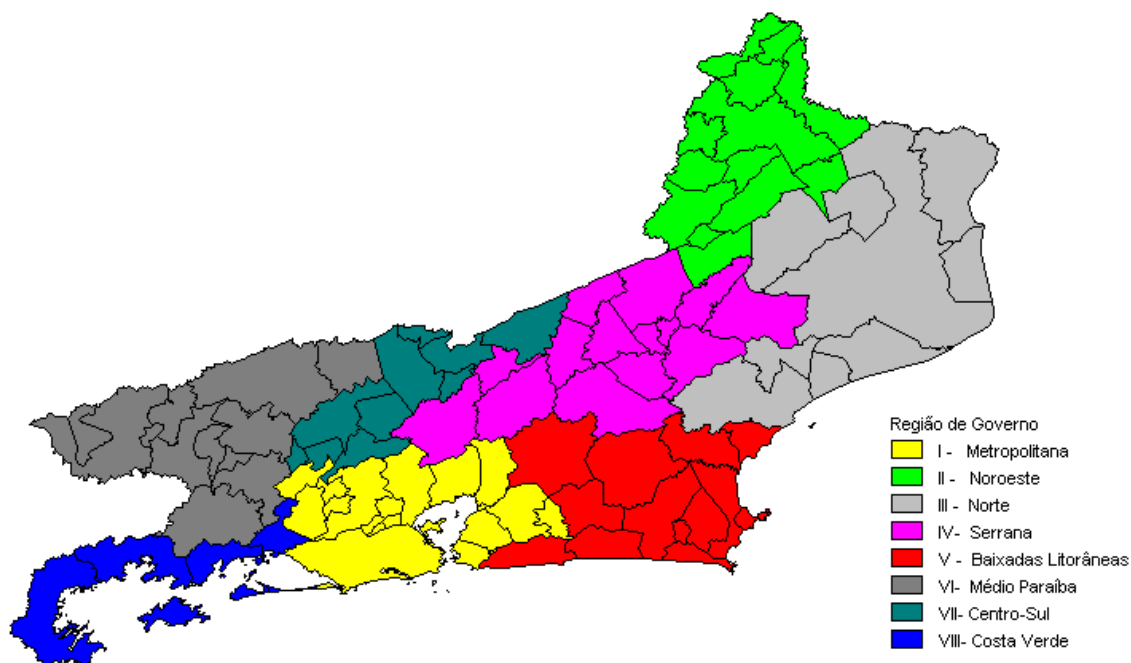 Região de Governo
I - Metropolitana
II - Noroeste
III - Norte
IV- Serrana
V - Baixadas Litorâneas
VI- Médio Paraíba
VII- Centro-Sul
VIII- Costa Verde